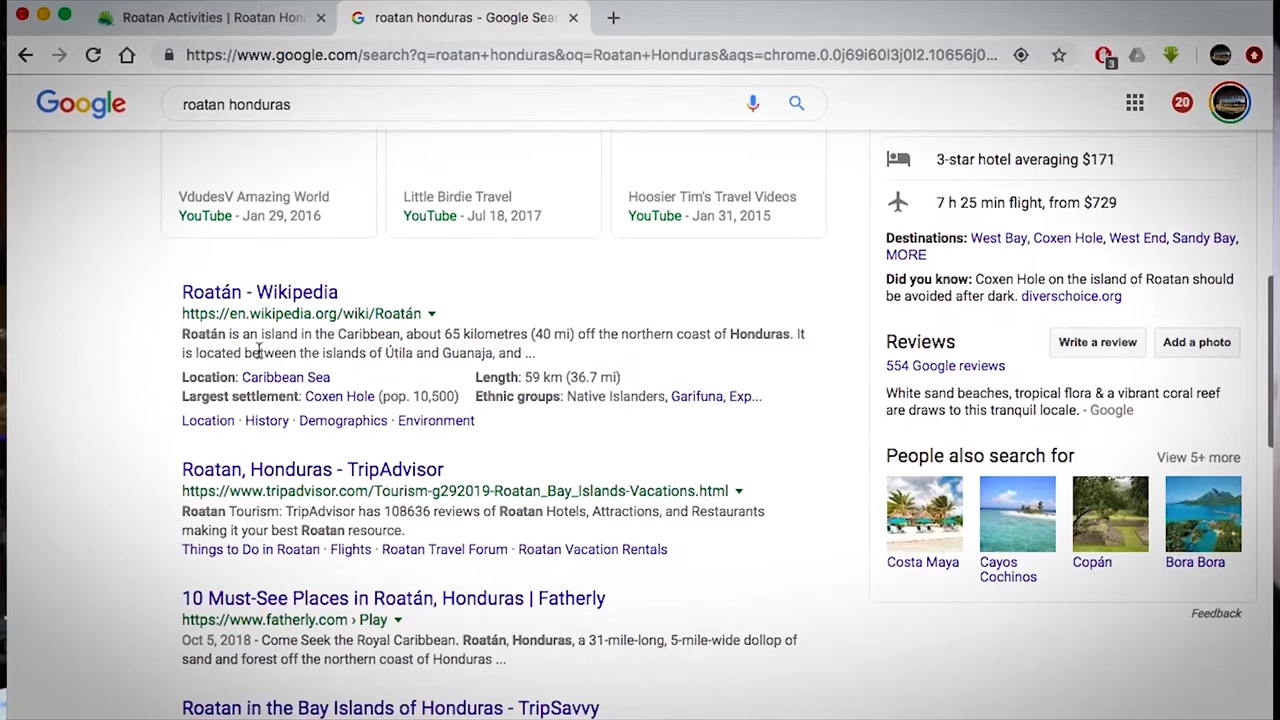 Roatan Activities | Roatan Hon
roatan honduras - Google Sear
https://www.google.com/search?q=roatan+honduras&oq=Roatan+Honduras&aqs=chrome.0.0j69i60l3j0l2.10656j0...
3
Google
roatan honduras
20
VdudesV Amazing World
YouTube - Jan 29, 2016
Little Birdie Travel
YouTube - Jul 18, 2017
Hoosier Tim's Travel Videos
YouTube - Jan 31, 2015
Roatán - Wikipedia
https://en.wikipedia.org/wiki/Roatán
Roatán is an island in the Caribbean, about 65 kilometres (40 mi) off the northern coast of Honduras. It
is located between the islands of Útila and Guanaja, and ...
Location: Caribbean Sea
Length: 59 km (36.7 mi)
Largest settlement: Coxen Hole (pop. 10,500)
Ethnic groups: Native Islanders, Garifuna, Exp...
Location · History · Demographics · Environment
Roatan, Honduras - TripAdvisor
https://www.tripadvisor.com/Tourism-g292019-Roatan_Bay_Islands-Vacations.html
Roatan Tourism: TripAdvisor has 108636 reviews of Roatan Hotels, Attractions, and Restaurants
making it your best Roatan resource.
Things to Do in Roatan · Flights · Roatan Travel Forum · Roatan Vacation Rentals
10 Must-See Places in Roatán, Honduras | Fatherly
https://www.fatherly.com › Play
Oct 5, 2018 - Come Seek the Royal Caribbean. Roatán, Honduras, a 31-mile-long, 5-mile-wide dollop of
sand and forest off the northern coast of Honduras ...
Roatan in the Bay Islands of Honduras - TripSavvy
3-star hotel averaging $171
7 h 25 min flight, from $729
Destinations: West Bay, Coxen Hole, West End, Sandy Bay,
MORE
Did you know: Coxen Hole on the island of Roatan should
be avoided after dark. diverschoice.org
Reviews
Write a review
Add a photo
554 Google reviews
White sand beaches, tropical flora & a vibrant coral reef
are draws to this tranquil locale. - Google
People also search for
View 5+ more
Costa Maya
Cayos
Cochinos
Copán
Bora Bora
Feedback